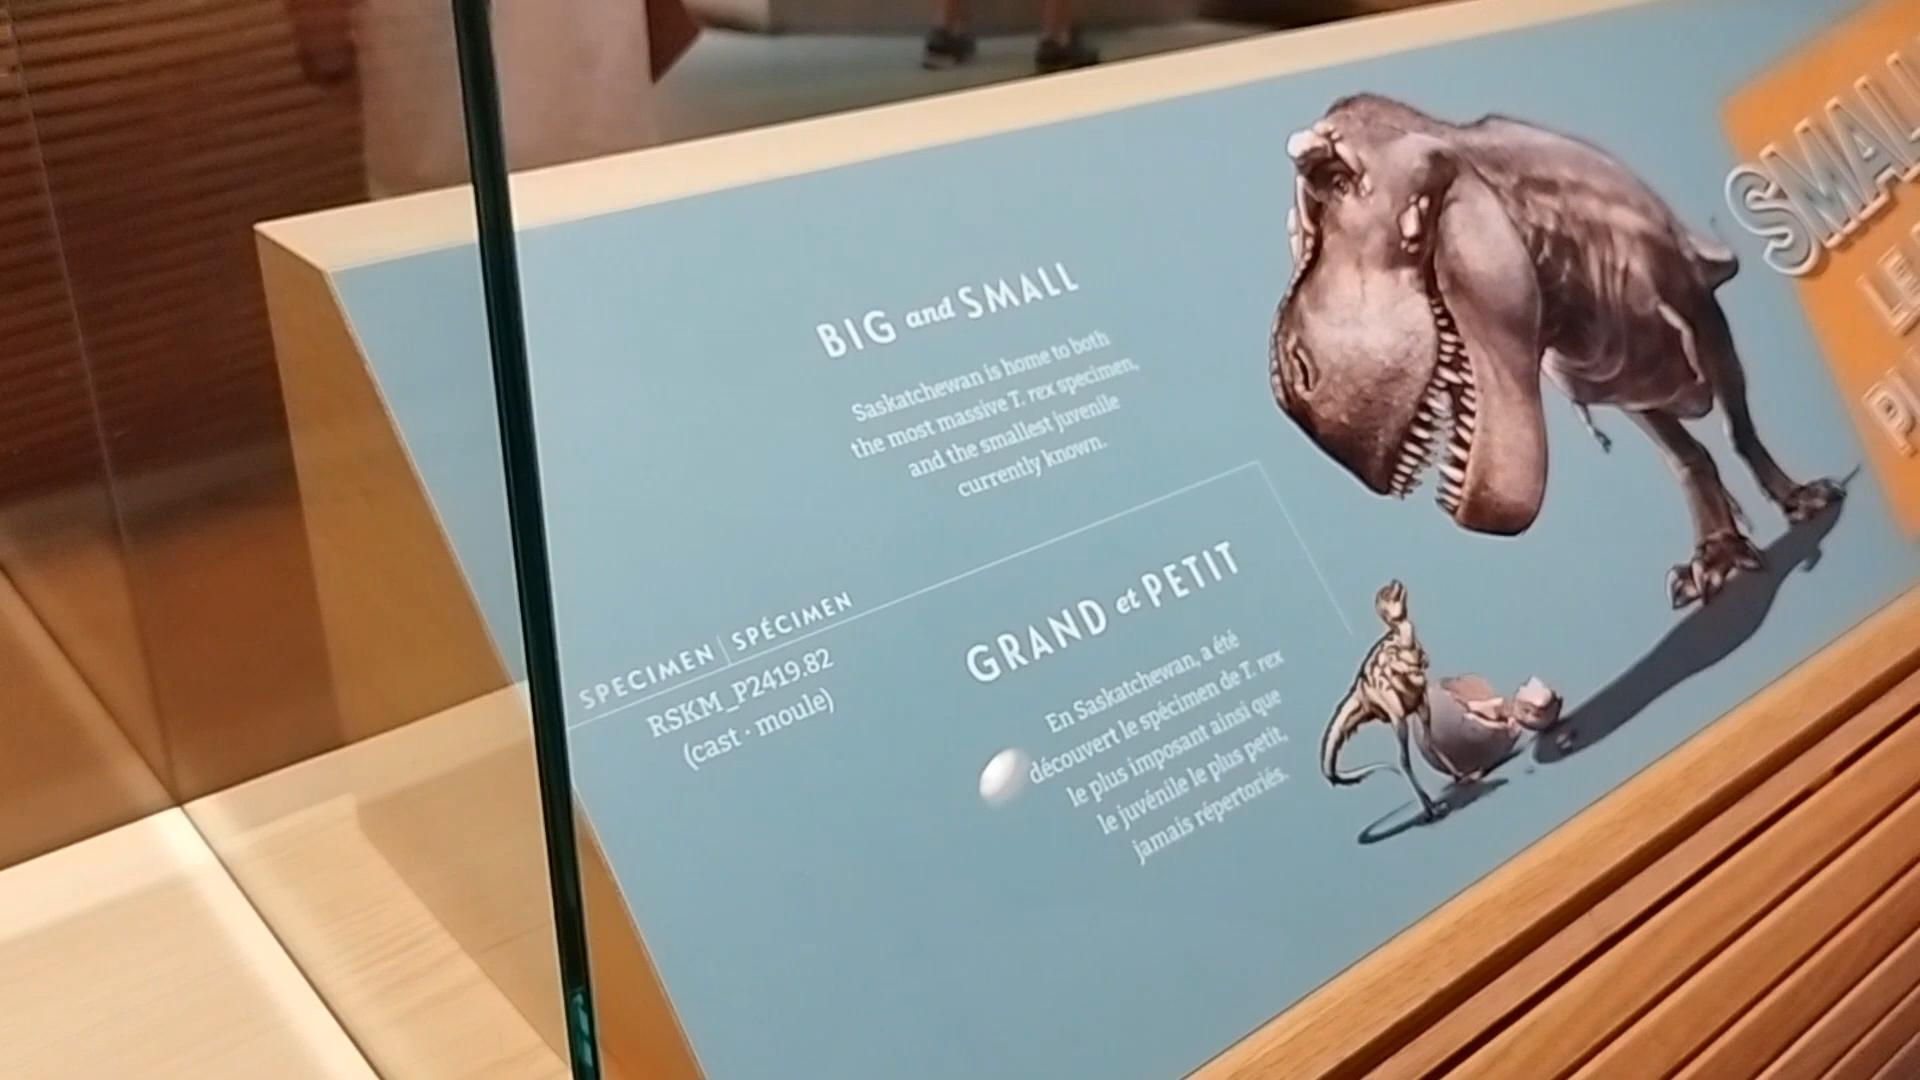 BIG and SMALL
Saskatchewan is home to both
the most massive T. rex specimen,
and the smallest juvenile
currently known.
SPECIMEN | SPÉCIMEN
RSKM_P2419.82
(cast · moule)
GRAND et PETIT
En Saskatchewan, a été
découvert le spécimen de T. rex
le plus imposant ainsi que
le juvénile le plus petit,
jamais répertoriés.